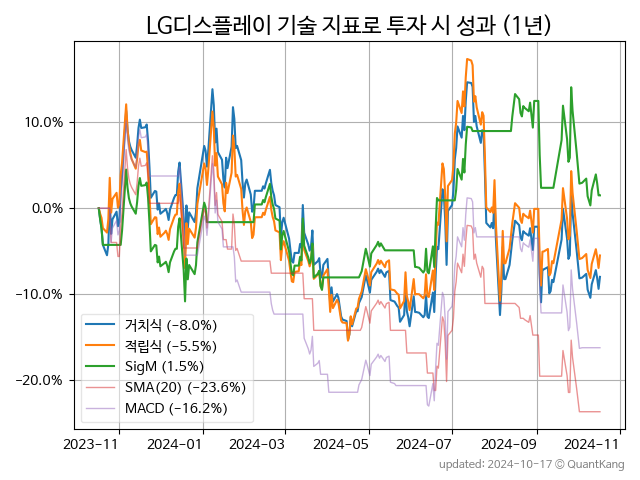 LG디스플레이 기술 지표로 투자 시 성과 (1년)
10.0%
0.0%
−10.0%
−20.0%
거치식 (−8.0%)
적립식 (−5.5%)
SigM (1.5%)
SMA(20) (−23.6%)
MACD (−16.2%)
2023-11 2024-01 2024-03 2024-05 2024-07 2024-09 2024-11
updated: 2024-10-17 © QuantKang